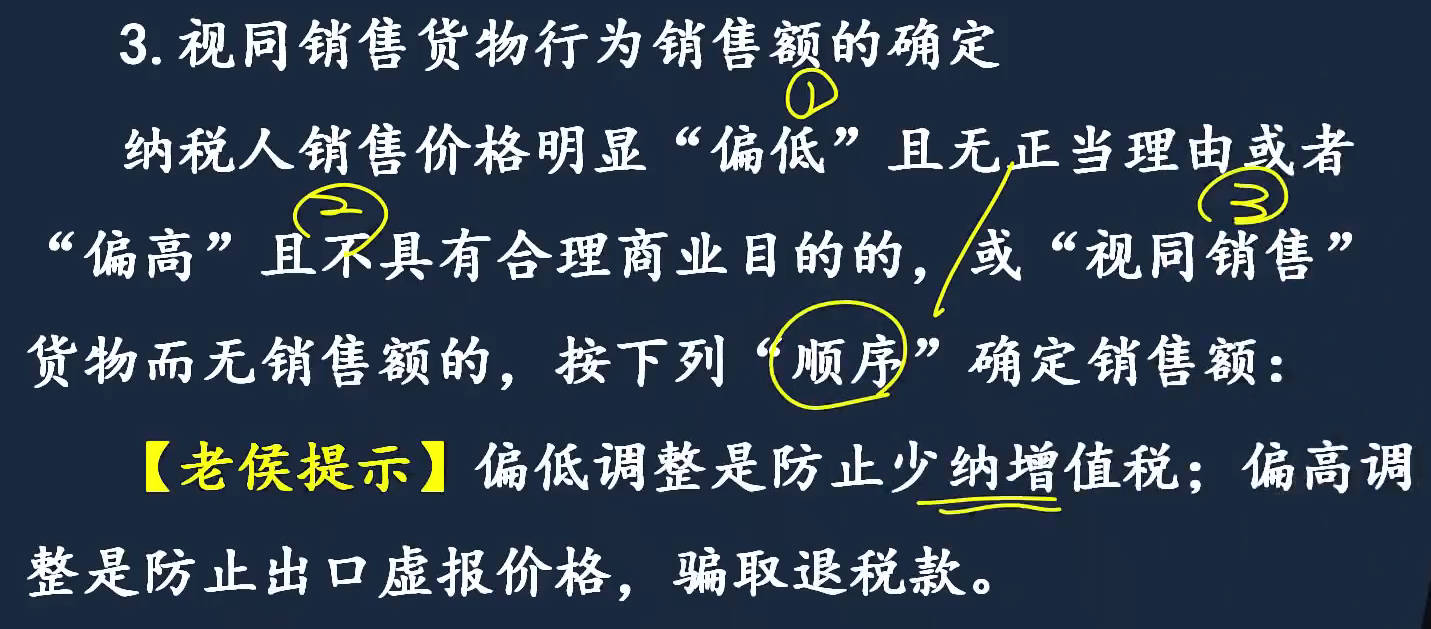 3.视同销售货物行为销售额的确定
①
纳税人销售价格明显“偏低”且无正当理由或者
② ③
“偏高”且不具有合理商业目的的，或“视同销售”
货物而无销售额的，按下列“顺序”确定销售额：
【老侯提示】偏低调整是防止少纳增值税；偏高调
整是防止出口虚报价格，骗取退税款。